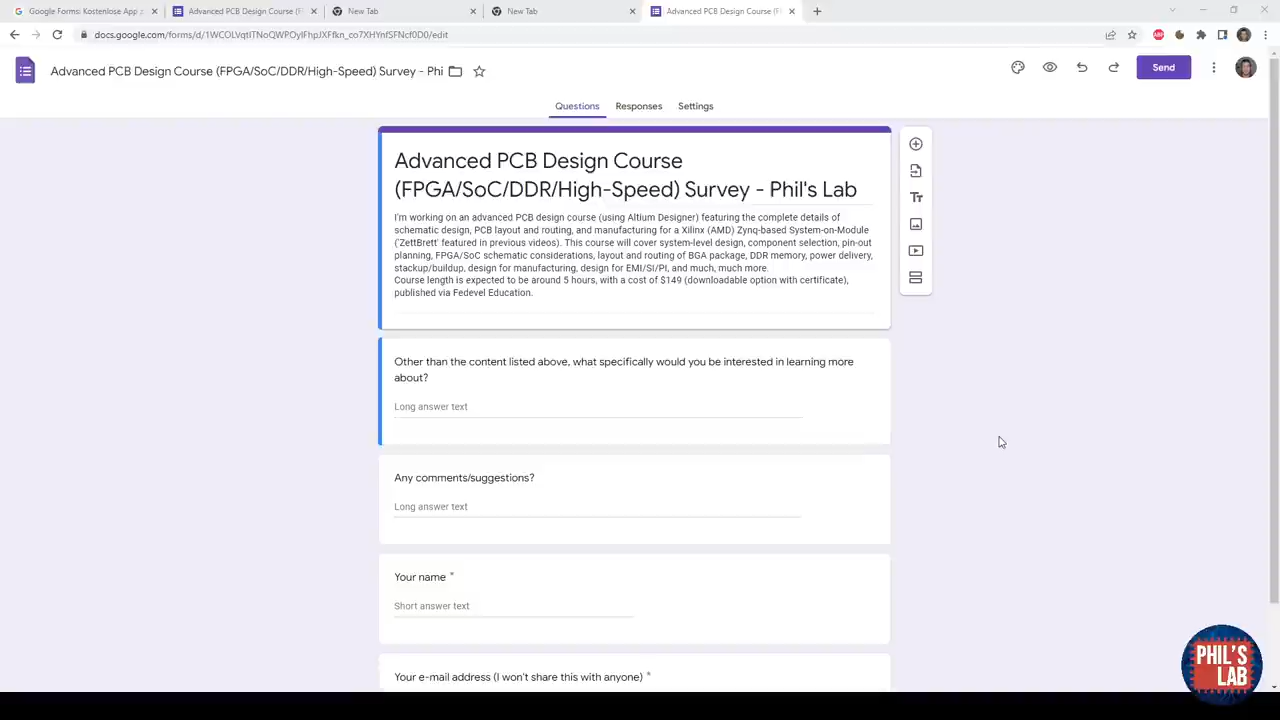 Google Forms: Kostenlose App
Advanced PCB Design Course (F
New Tab
New Tab
Advanced PCB Design Course (F
Advanced PCB Design Course (FPGA/SoC/DDR/High-Speed) Survey - Phi
Send
Questions
Responses
Settings
Advanced PCB Design Course
(FPGA/SoC/DDR/High-Speed) Survey - Phil's Lab
I'm working on an advanced PCB design course (using Altium Designer) featuring the complete details of
schematic design, PCB layout and routing, and manufacturing for a Xilinx (AMD) Zynq-based System-on-Module
('ZettBrett' featured in previous videos). This course will cover system-level design, component selection, pin-out
planning, FPGA/SoC schematic considerations, layout and routing of BGA package, DDR memory, power delivery,
stackup/buildup, design for manufacturing, design for EMI/SI/PI, and much, much more.
Course length is expected to be around 5 hours, with a cost of $149 (downloadable option with certificate),
published via Fedevel Education.
Other than the content listed above, what specifically would you be interested in learning more
about?
Long answer text
Any comments/suggestions?
Long answer text
Your name *
Short answer text
Your e-mail address (I won't share this with anyone) *
PHIL'S
LAB